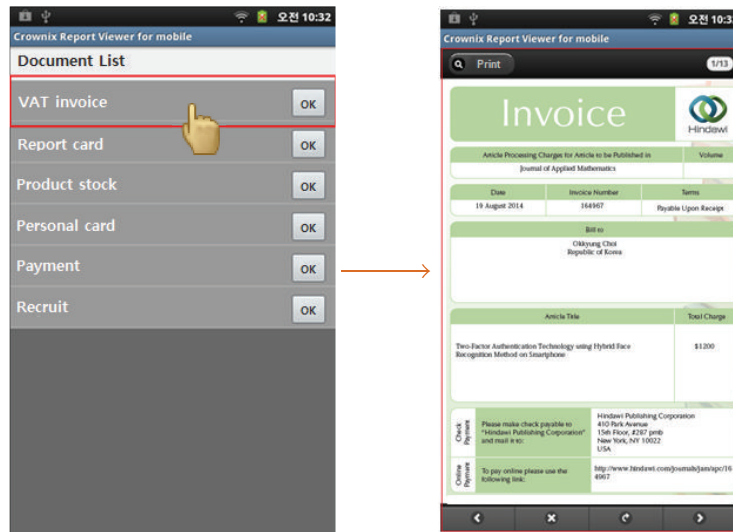 오전 10:32
Crownix Report Viewer for mobile
Document List
VAT invoice OK
Report card OK
Product stock OK
Personal card OK
Payment OK
Recruit OK
오전 10:3
Crownix Report Viewer for mobile
Print 1/13
Invoice
Hindawi
Article Processing Charges for Article to be Published in Volume
Journal of Applied Mathematics
Date Invoice Number Terms
19 August 2014 164967 Payable Upon Receipt
Bill to
Okkyung Choi
Republic of Korea
Article Title Total Charge
Two-Factor Authentication Technology using Hybrid Face $1200
Recognition Method on Smartphone
Check
Payment
Please make check payable to
"Hindawi Publishing Corporation"
and mail it to:
Hindawi Publishing Corporation
410 Park Avenue
15th Floor, #287 pmb
New York, NY 10022
USA
Online
Payment
To pay online please use the
following link:
http://www.hindawi.com/journals/jam/apc/16
4967